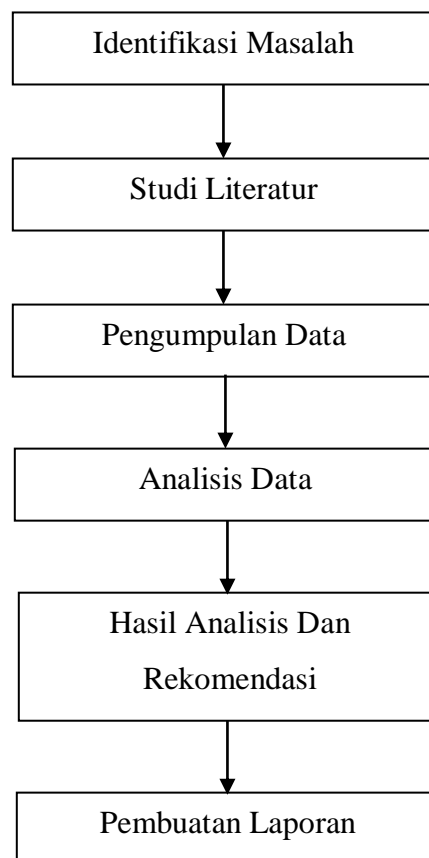 Identifikasi Masalah
Studi Literatur
Pengumpulan Data
Analisis Data
Hasil Analisis Dan
Rekomendasi
Pembuatan Laporan